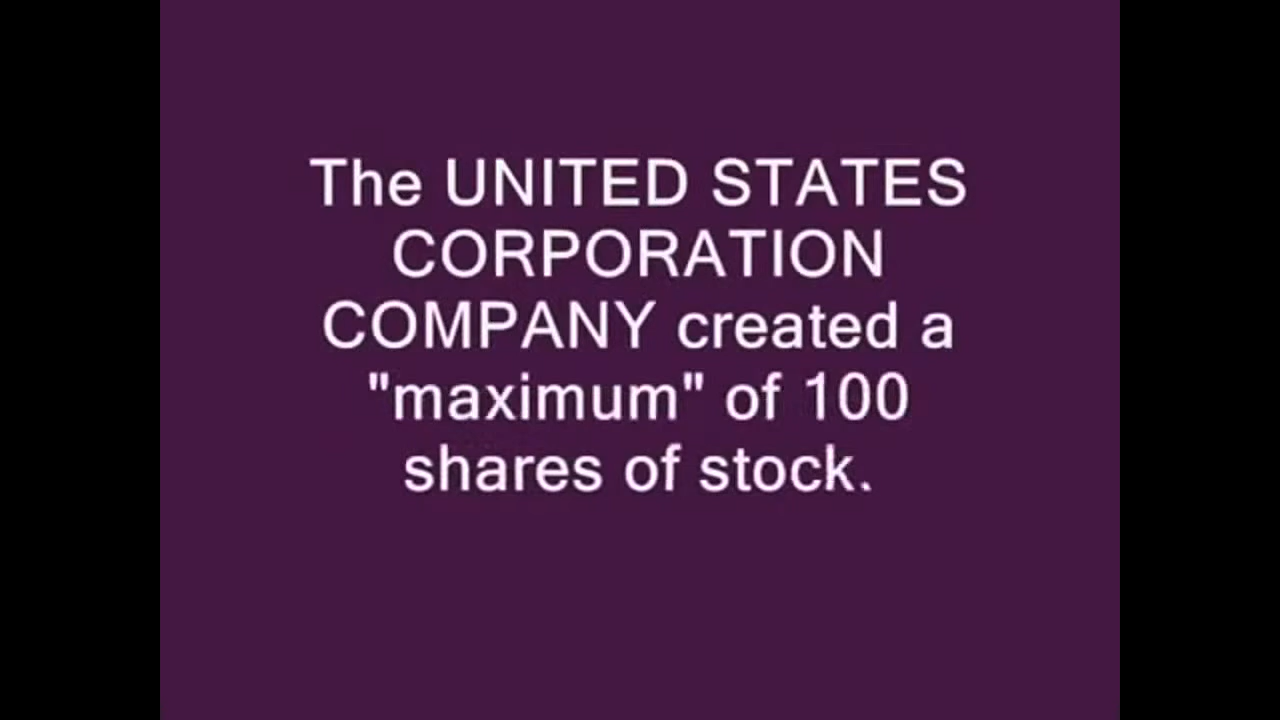 The UNITED STATES
CORPORATION
COMPANY created a
"maximum" of 100
shares of stock.